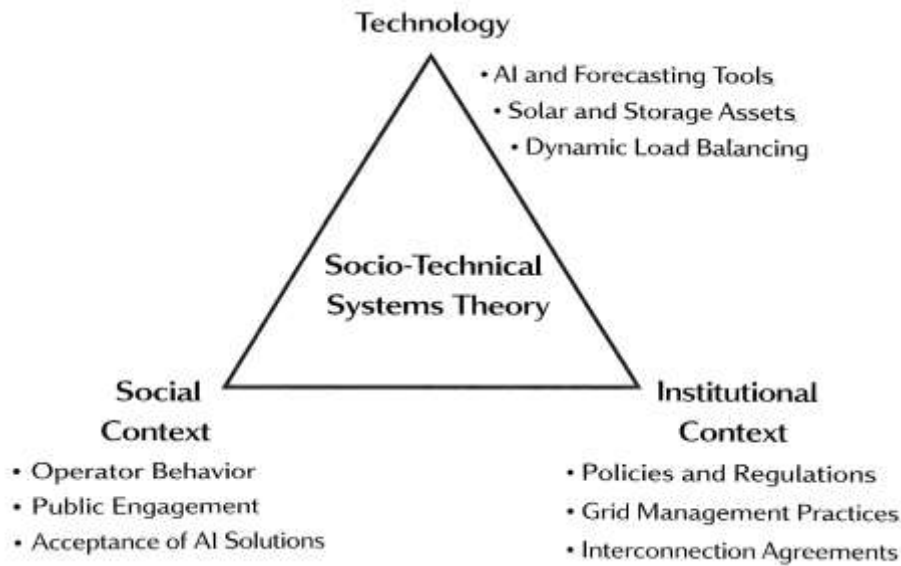 Technology
• AI and Forecasting Tools
• Solar and Storage Assets
• Dynamic Load Balancing
Socio-Technical
Systems Theory
Social
Context
• Operator Behavior
• Public Engagement
• Acceptance of AI Solutions
Institutional
Context
• Policies and Regulations
• Grid Management Practices
• Interconnection Agreements